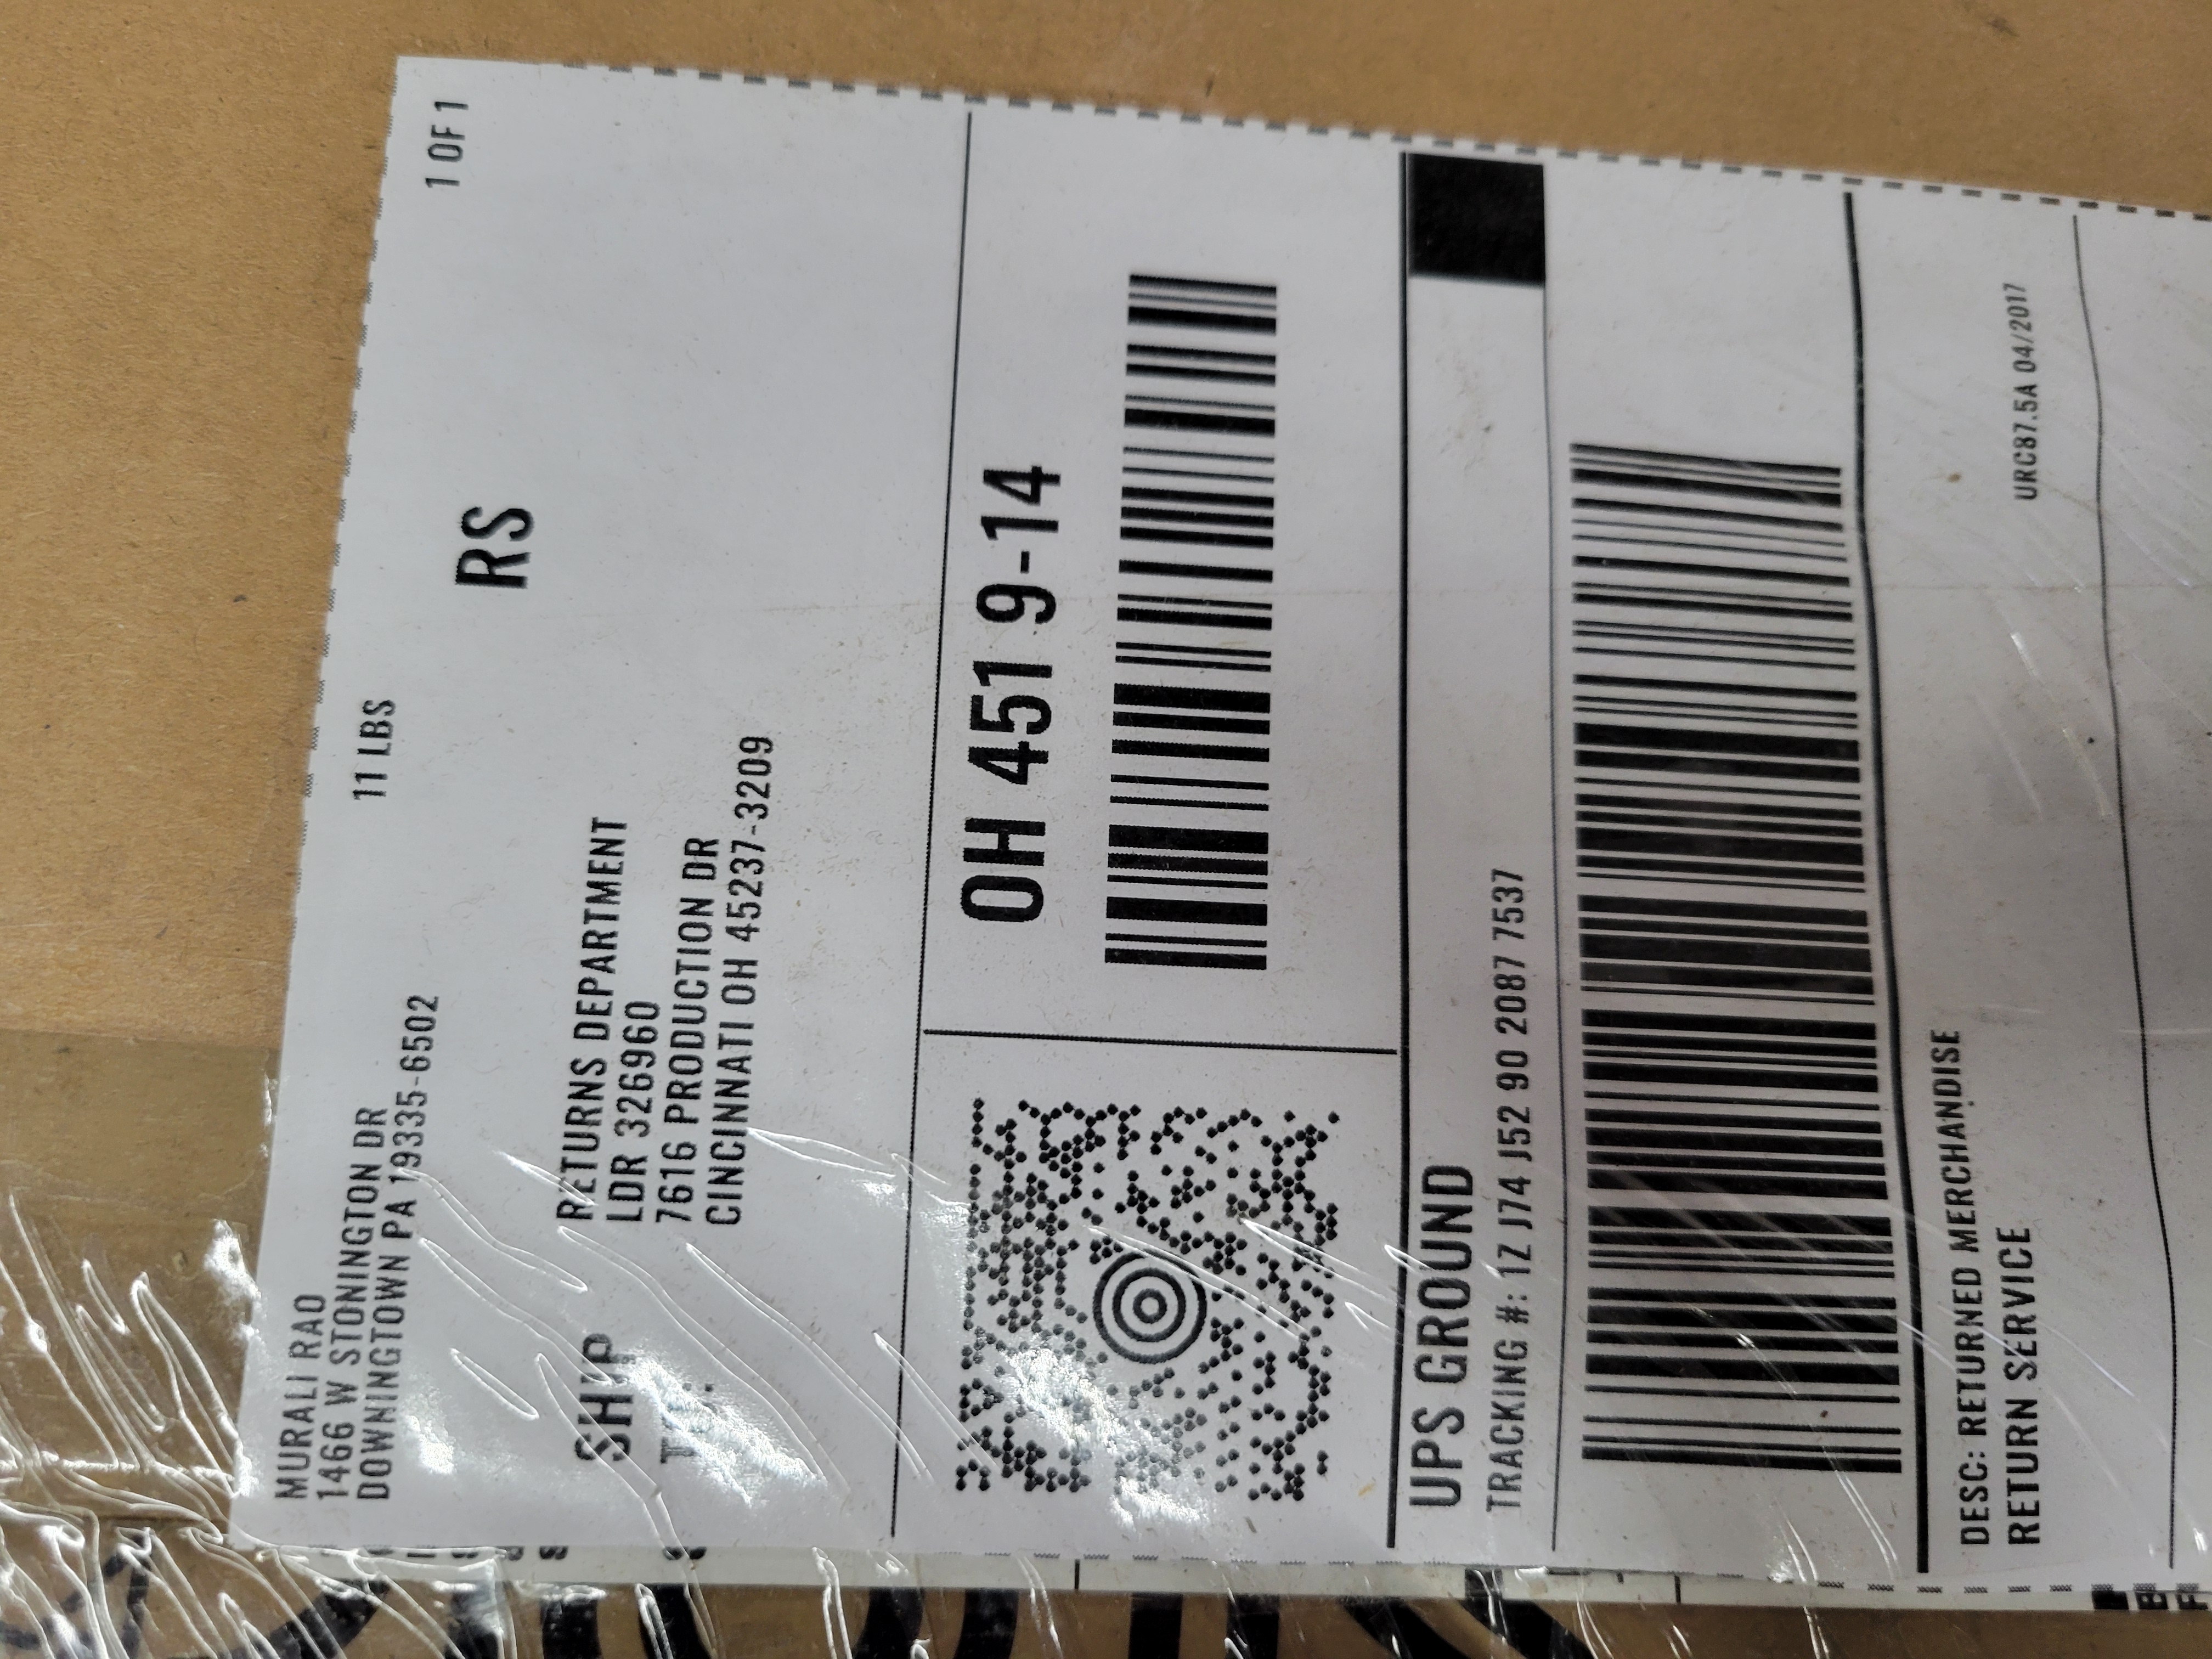 MURALI RAO
1466 W STONINGTON DR
DOWNINGTOWN PA 19335-6502
11 LBS
1 OF 1
RS
SHIP
TO:
RETURNS DEPARTMENT
LDR 326960
7616 PRODUCTION DR
CINCINNATI OH 45237-3209
OH 451 9-14
UPS GROUND
TRACKING #: 1Z J74 J52 90 2087 7537
DESC: RETURNED MERCHANDISE
RETURN SERVICE
URC87.5A 04/2017